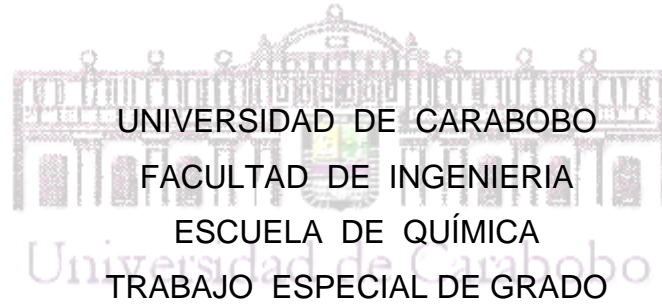 UNIVERSIDAD DE CARABOBO
FACULTAD DE INGENIERIA
ESCUELA DE QUÍMICA
Universidad de Carabobo
TRABAJO ESPECIAL DE GRADO